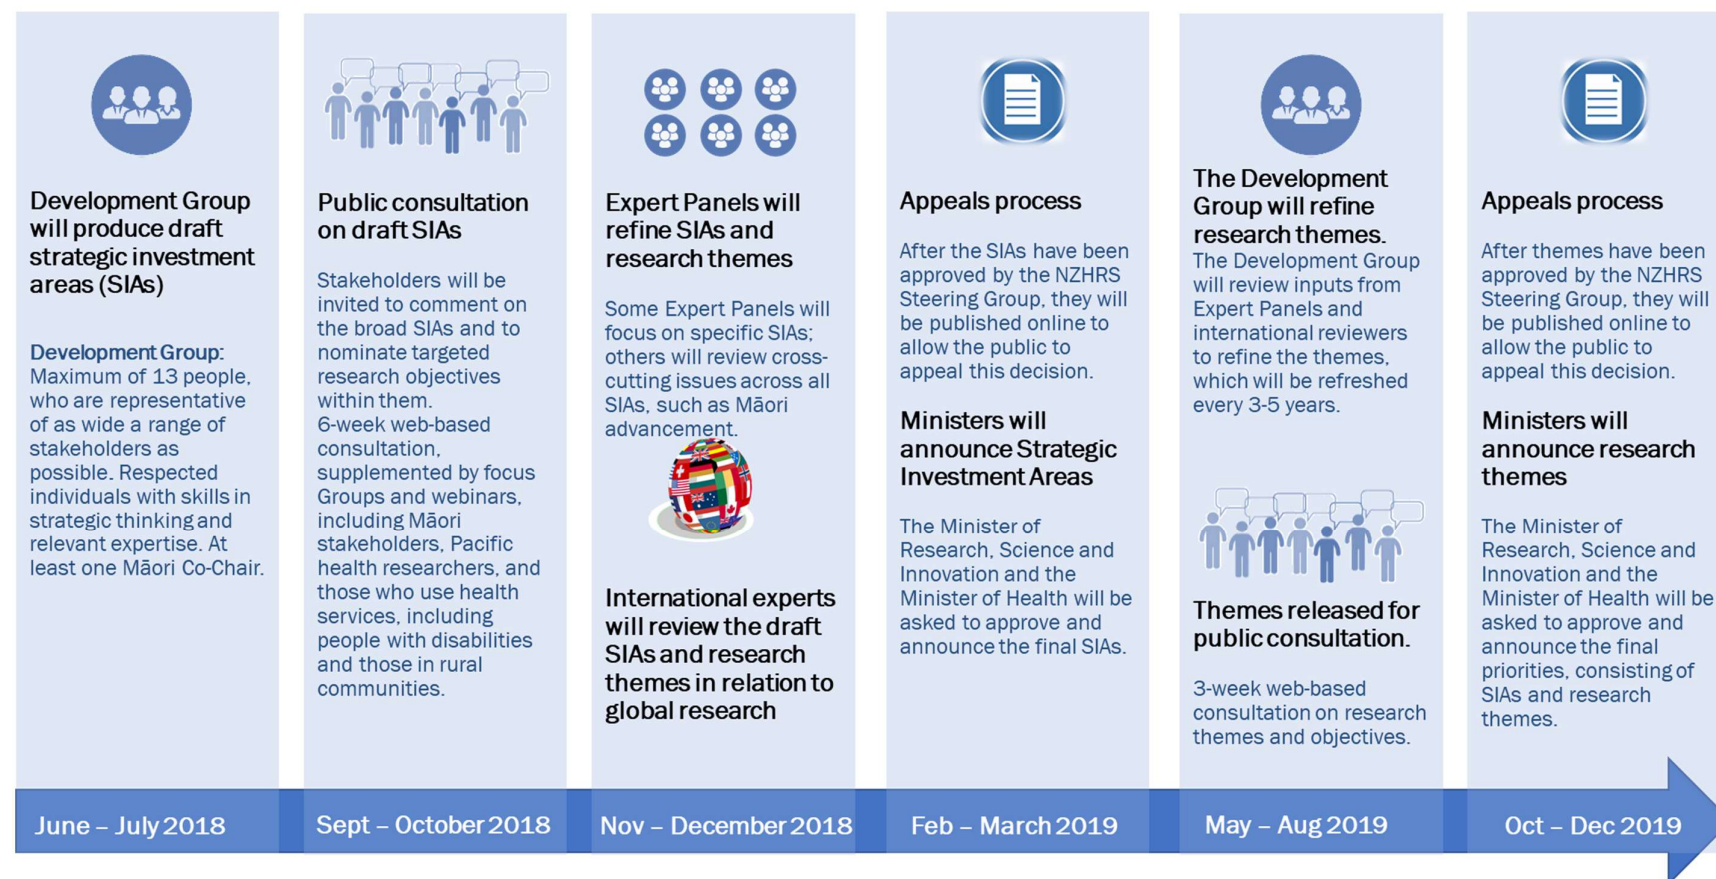 Development Group
will produce draft
strategic investment
areas (SIAs)
Development Group:
Maximum of 13 people,
who are representative
of as wide a range of
stakeholders as
possible. Respected
individuals with skills in
strategic thinking and
relevant expertise. At
least one Māori Co-Chair.
June – July 2018
Public consultation
on draft SIAs
Stakeholders will be
invited to comment on
the broad SIAs and to
nominate targeted
research objectives
within them.
6-week web-based
consultation,
supplemented by focus
Groups and webinars,
including Māori
stakeholders, Pacific
health researchers, and
those who use health
services, including
people with disabilities
and those in rural
communities.
Sept – October 2018
Expert Panels will
refine SIAs and
research themes
Some Expert Panels will
focus on specific SIAs;
others will review cross-
cutting issues across all
SIAs, such as Māori
advancement.
International experts
will review the draft
SIAs and research
themes in relation to
global research
Nov – December 2018
Appeals process
After the SIAs have been
approved by the NZHRS
Steering Group, they will
be published online to
allow the public to
appeal this decision.
Ministers will
announce Strategic
Investment Areas
The Minister of
Research, Science and
Innovation and the
Minister of Health will be
asked to approve and
announce the final SIAs.
Feb – March 2019
The Development
Group will refine
research themes.
The Development Group
will review inputs from
Expert Panels and
international reviewers
to refine the themes,
which will be refreshed
every 3-5 years.
Themes released for
public consultation.
3-week web-based
consultation on research
themes and objectives.
May – Aug 2019
Appeals process
After themes have been
approved by the NZHRS
Steering Group, they will
be published online to
allow the public to
appeal this decision.
Ministers will
announce research
themes
The Minister of
Research, Science and
Innovation and the
Minister of Health will be
asked to approve and
announce the final
priorities, consisting of
SIAs and research
themes.
Oct – Dec 2019